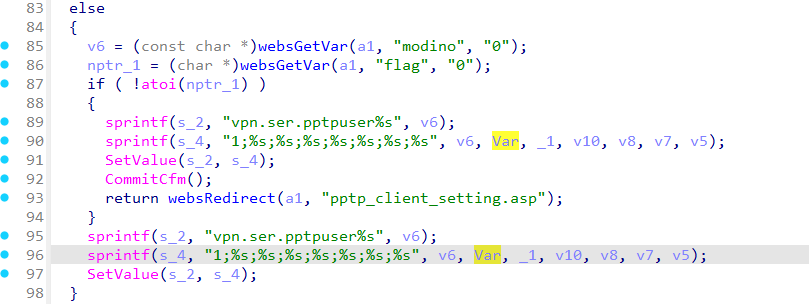 83 else
84 {
85 v6 = (const char *)websGetVar(a1, "modino", "0");
86 nptr_1 = (char *)websGetVar(a1, "flag", "0");
87 if ( !atoi(nptr_1) )
88 {
89 sprintf(s_2, "vpn.ser.pptpuser%s", v6);
90 sprintf(s_4, "1;%s;%s;%s;%s;%s;%s;%s", v6, Var, _1, v10, v8, v7, v5);
91 SetValue(s_2, s_4);
92 CommitCfm();
93 return websRedirect(a1, "pptp_client_setting.asp");
94 }
95 sprintf(s_2, "vpn.ser.pptpuser%s", v6);
96 sprintf(s_4, "1;%s;%s;%s;%s;%s;%s;%s", v6, Var, _1, v10, v8, v7, v5);
97 SetValue(s_2, s_4);
98 }